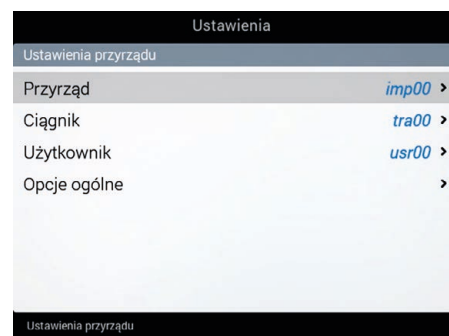 Ustawienia
Ustawienia przyrządu
Przyrząd imp00 >
Ciągnik tra00 >
Użytkownik usr00 >
Opcje ogólne >
Ustawienia przyrządu